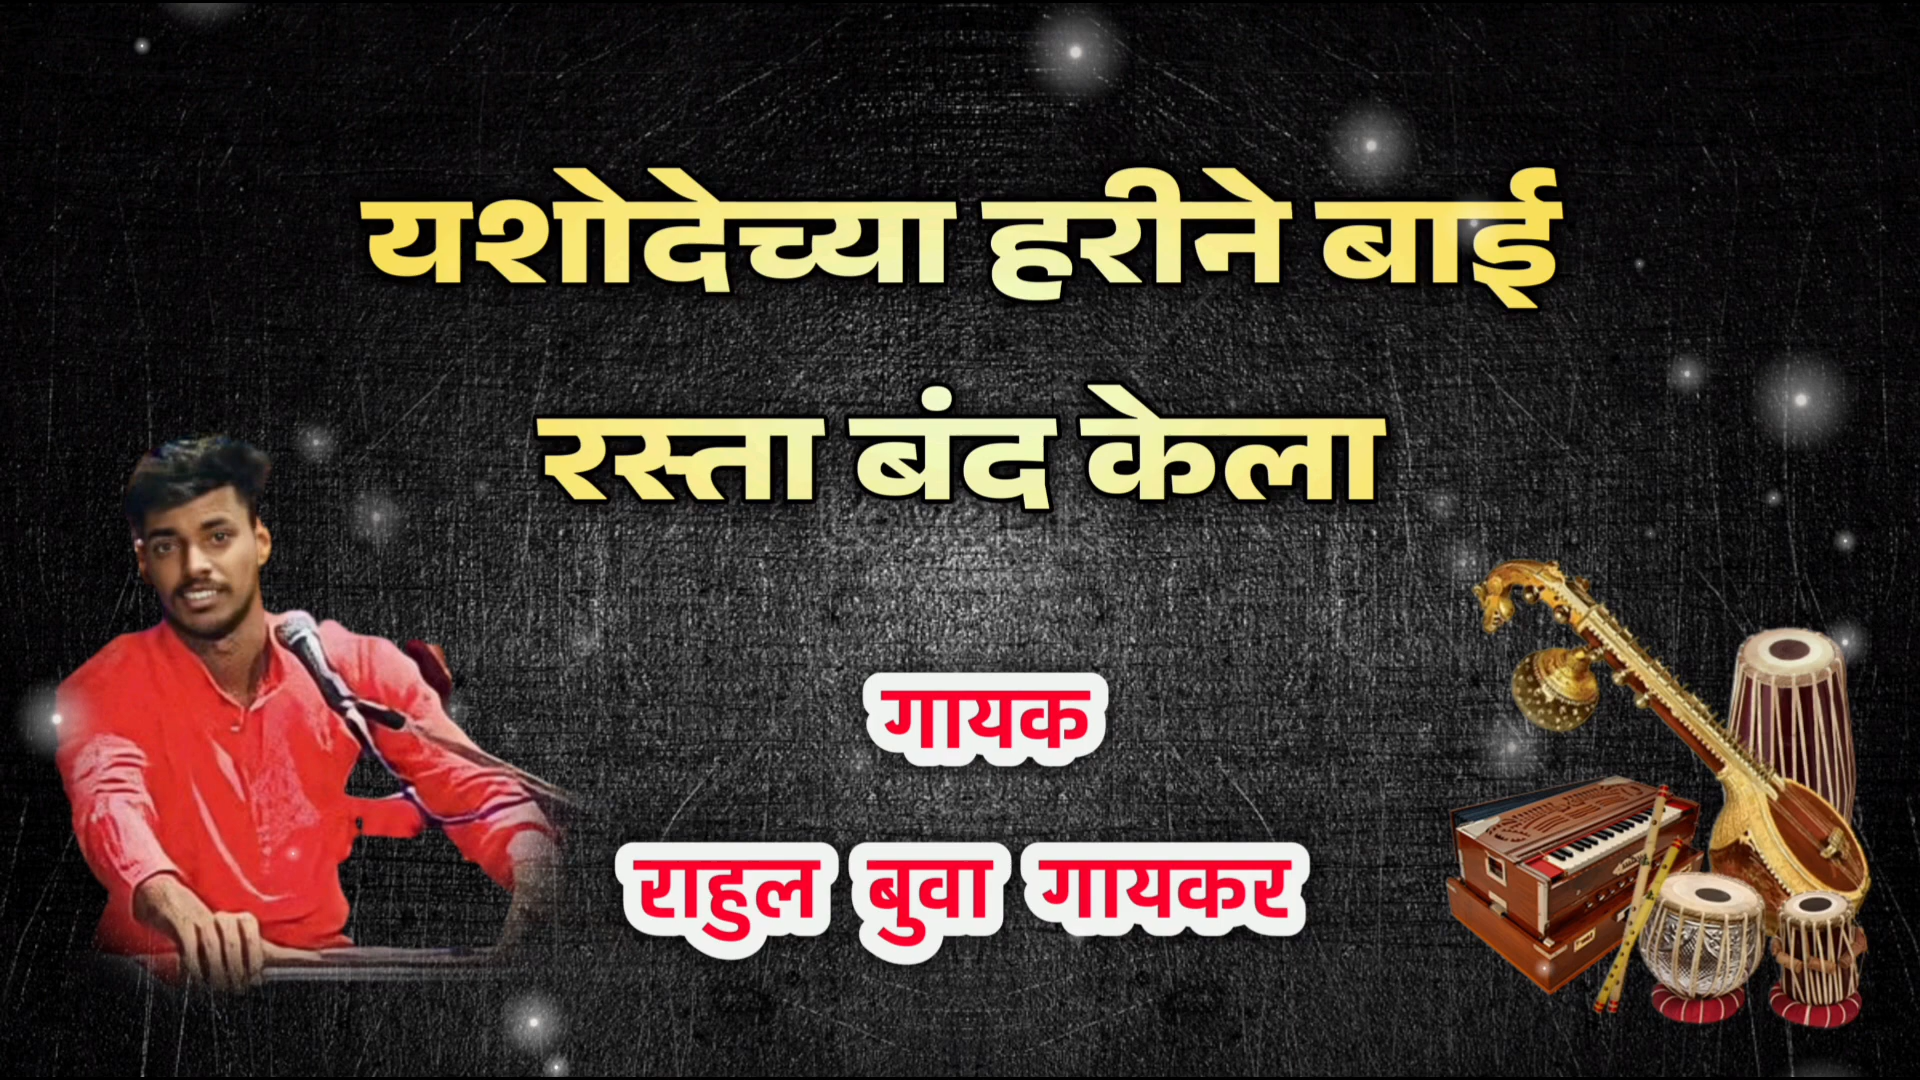 यशोदेच्या हरीने बाई
रस्ता बंद केला
गायक
राहुल बुवा गायकर